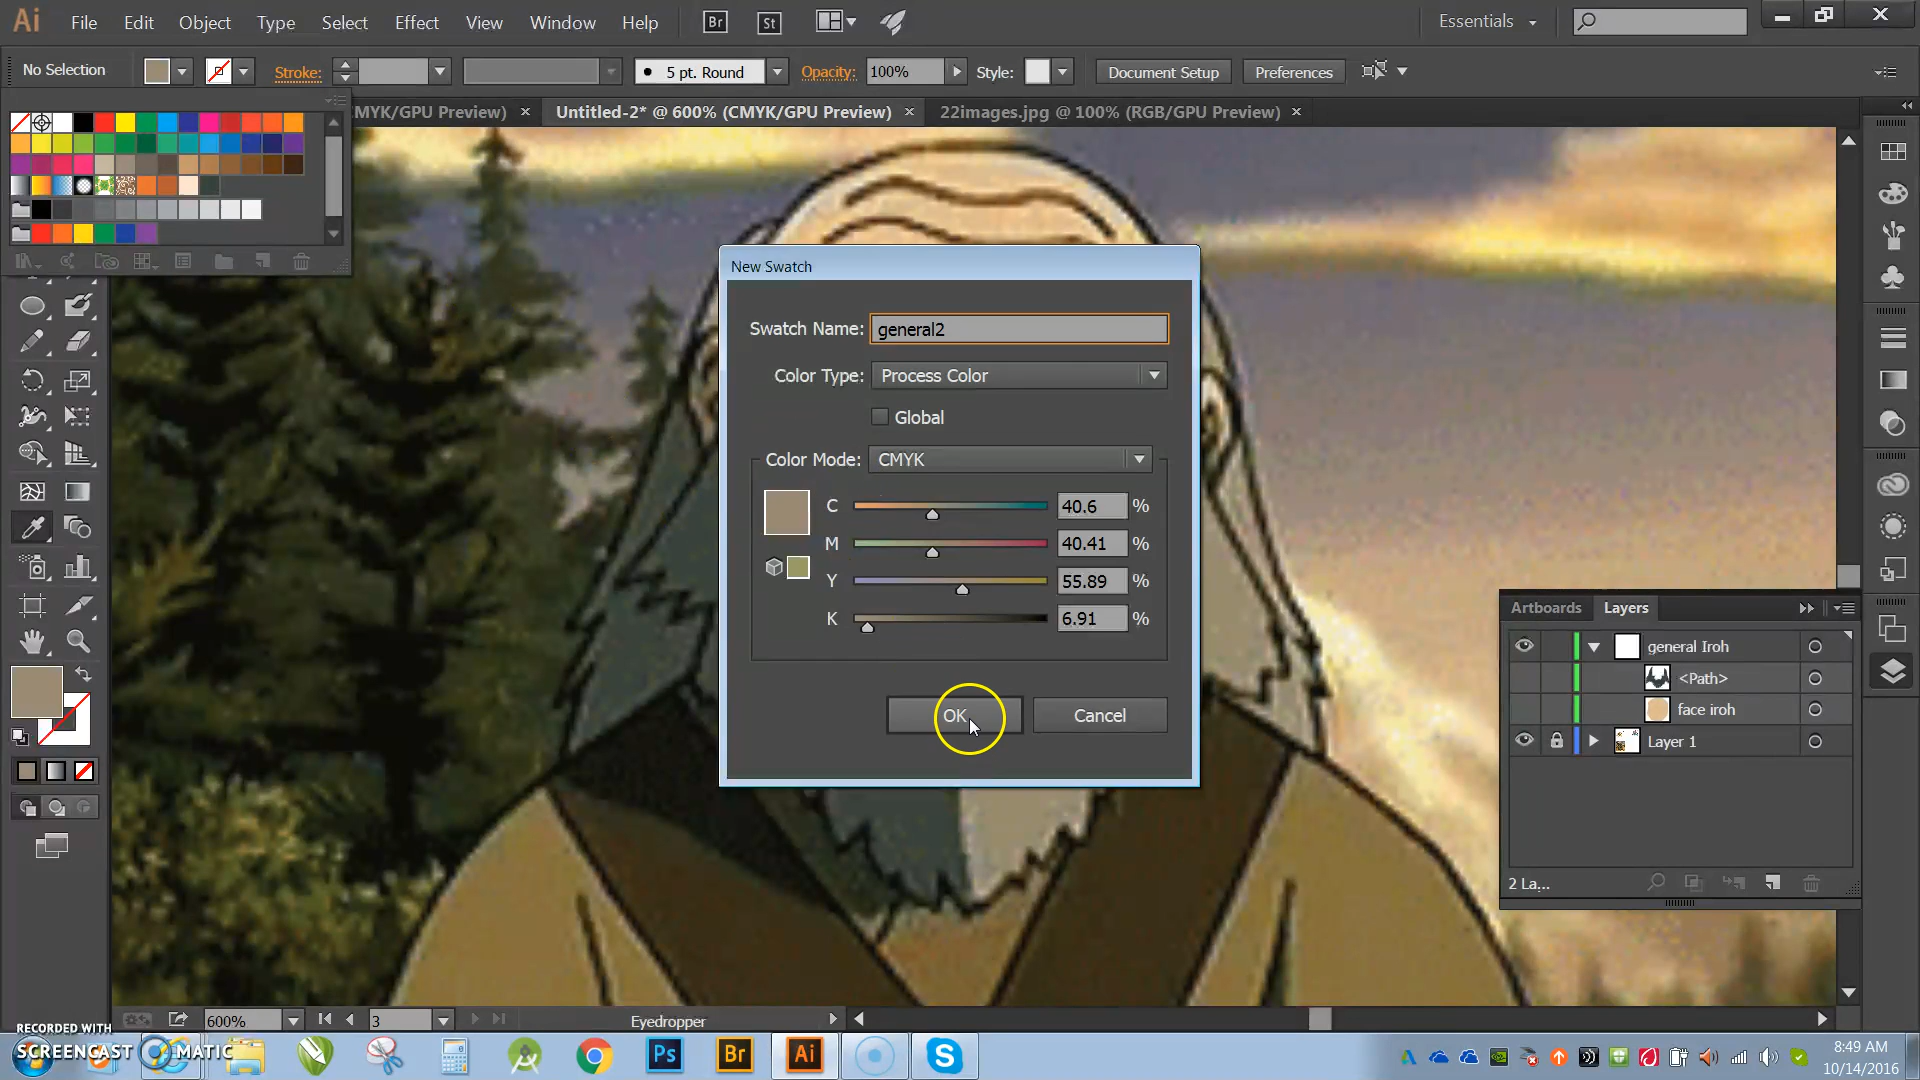 Ai File Edit Object Type Select Effect View Window Help Br St Essentials
No Selection Stroke: 5 pt. Round Opacity: 100% Style: Document Setup Preferences
CMYK/GPU Preview) × Untitled-2* @ 600% (CMYK/GPU Preview) × 22images.jpg @ 100% (RGB/GPU Preview) ×
New Swatch
Swatch Name: general2
Color Type: Process Color
Global
Color Mode: CMYK
C 40.6 %
M 40.41 %
Y 55.89 %
K 6.91 %
OK Cancel
Artboards Layers
general Iroh
<Path>
face iroh
Layer 1
2 La...
600% 3 Eyedropper
RECORDED WITH
SCREENCAST MATIC
Ps Br Ai S
8:49 AM
10/14/2016